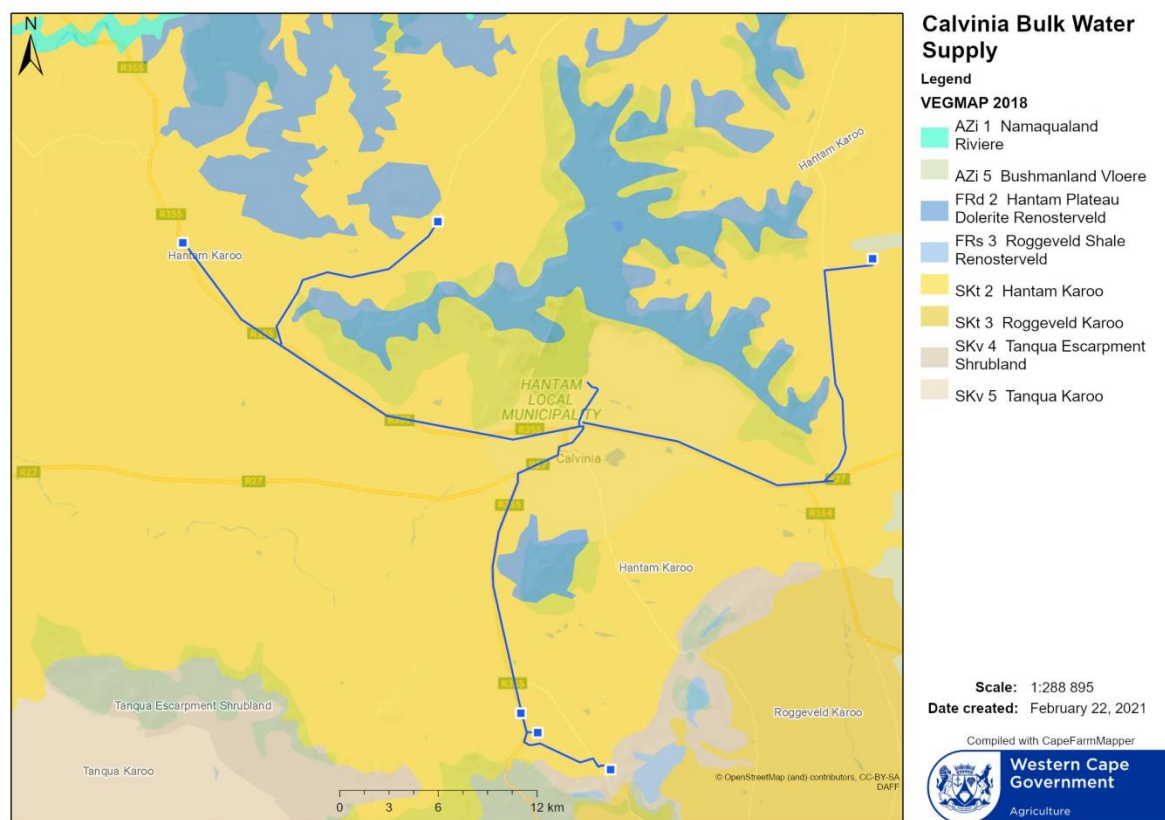 N
R355
Hantam Karoo
R355
Hantam Karoo
R355
HANTAM
LOCAL
MUNICIPALITY
R355
R355
Calvinia
R27
R27
R27
R355
R354
Hantam Karoo
R355
Tanqua Escarpment Shrubland
Tanqua Karoo
Roggeveld Karoo
© OpenStreetMap (and) contributors, CC-BY-SA
DAFF
0 3 6 12 km
Calvinia Bulk Water
Supply
Legend
VEGMAP 2018
AZi 1 Namaqualand
Riviere
AZi 5 Bushmanland Vloere
FRd 2 Hantam Plateau
Dolerite Renosterveld
FRs 3 Roggeveld Shale
Renosterveld
SKt 2 Hantam Karoo
SKt 3 Roggeveld Karoo
SKv 4 Tanqua Escarpment
Shrubland
SKv 5 Tanqua Karoo
Scale: 1:288 895
Date created: February 22, 2021
Compiled with CapeFarmMapper
Western Cape
Government
Agriculture